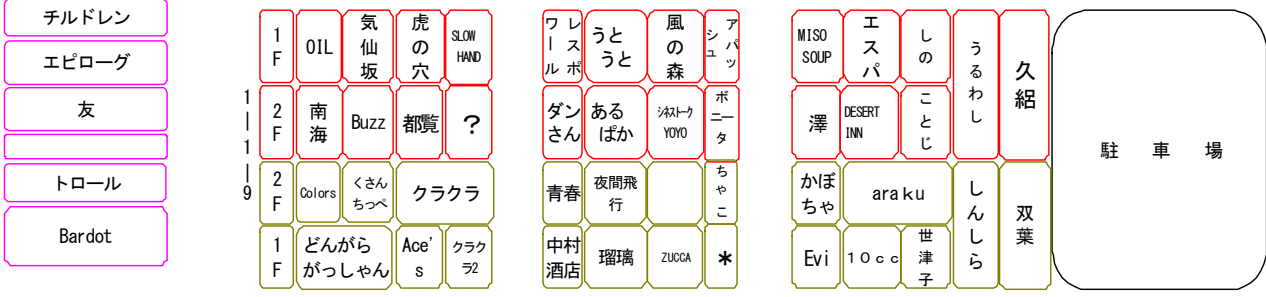 チルドレン
エピローグ
友
トロール
Bardot
1|1|9
1F
OIL
気仙坂
虎の穴
SLOW
HAND
2F
南海
Buzz
都覧
?
2F
Colors
くさん
ちっぺ
クラクラ
1F
どんがら
がっしゃん
Ace'
s
クラク
ラ2
レスポ
ワール
うと
うと
風の森
アパッ
シュ
ダン
さん
ある
ぱか
シネストーク
YOYO
ボニータ
青春
夜間飛
行
ちゃこ
中村
酒店
瑠璃
ZUCCA
*
MISO
SOUP
エスパ
しの
うるわし
久絽
澤
DESERT
INN
ことじ
かぼ
ちゃ
araku
しんしら
双葉
Evi
10cc
世津子
駐車場